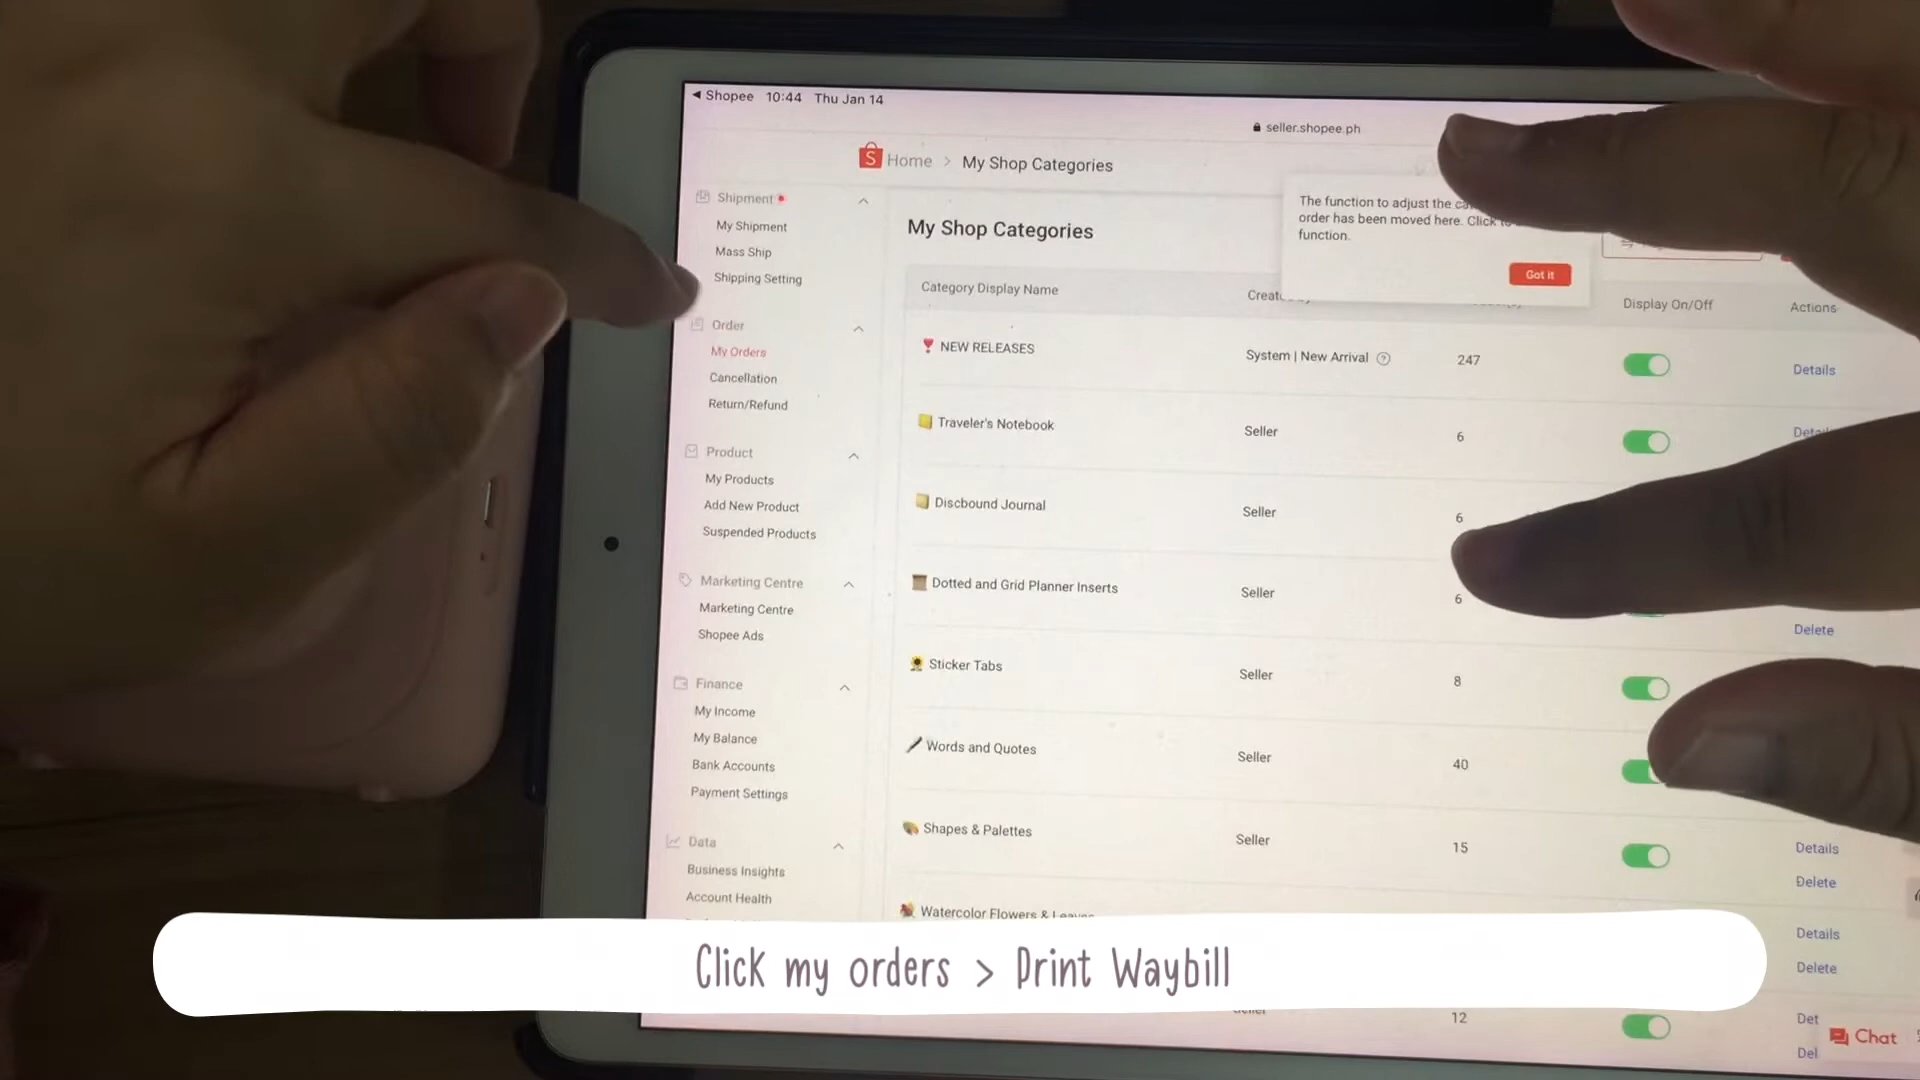 Shopee 10:44 Thu Jan 14
seller.shopee.ph
Home > My Shop Categories
Shipment
My Shipment
Mass Ship
Shipping Setting
Order
My Orders
Cancellation
Return/Refund
Product
My Products
Add New Product
Suspended Products
Marketing Centre
Marketing Centre
Shopee Ads
Finance
My Income
My Balance
Bank Accounts
Payment Settings
Data
Business Insights
Account Health
My Shop Categories
The function to adjust the
order has been moved here. Click
function.
Got it
Category Display Name Display On/Off Actions
NEW RELEASES System | New Arrival 247 Details
Traveler's Notebook Seller 6
Discbound Journal Seller 6
Dotted and Grid Planner Inserts Seller 6
Delete
Sticker Tabs Seller 8
Words and Quotes Seller 40
Shapes & Palettes Seller 15 Details
Delete
Watercolor Flowers &
Details
Delete
12
Chat
Click my orders > Print Waybill